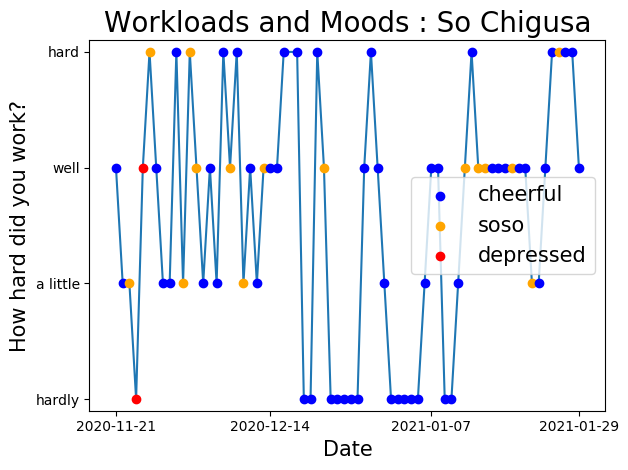 Workloads and Moods : So Chigusa
How hard did you work?
hard
well
a little
hardly
cheerful
soso
depressed
2020-11-21
2020-12-14
2021-01-07
2021-01-29
Date